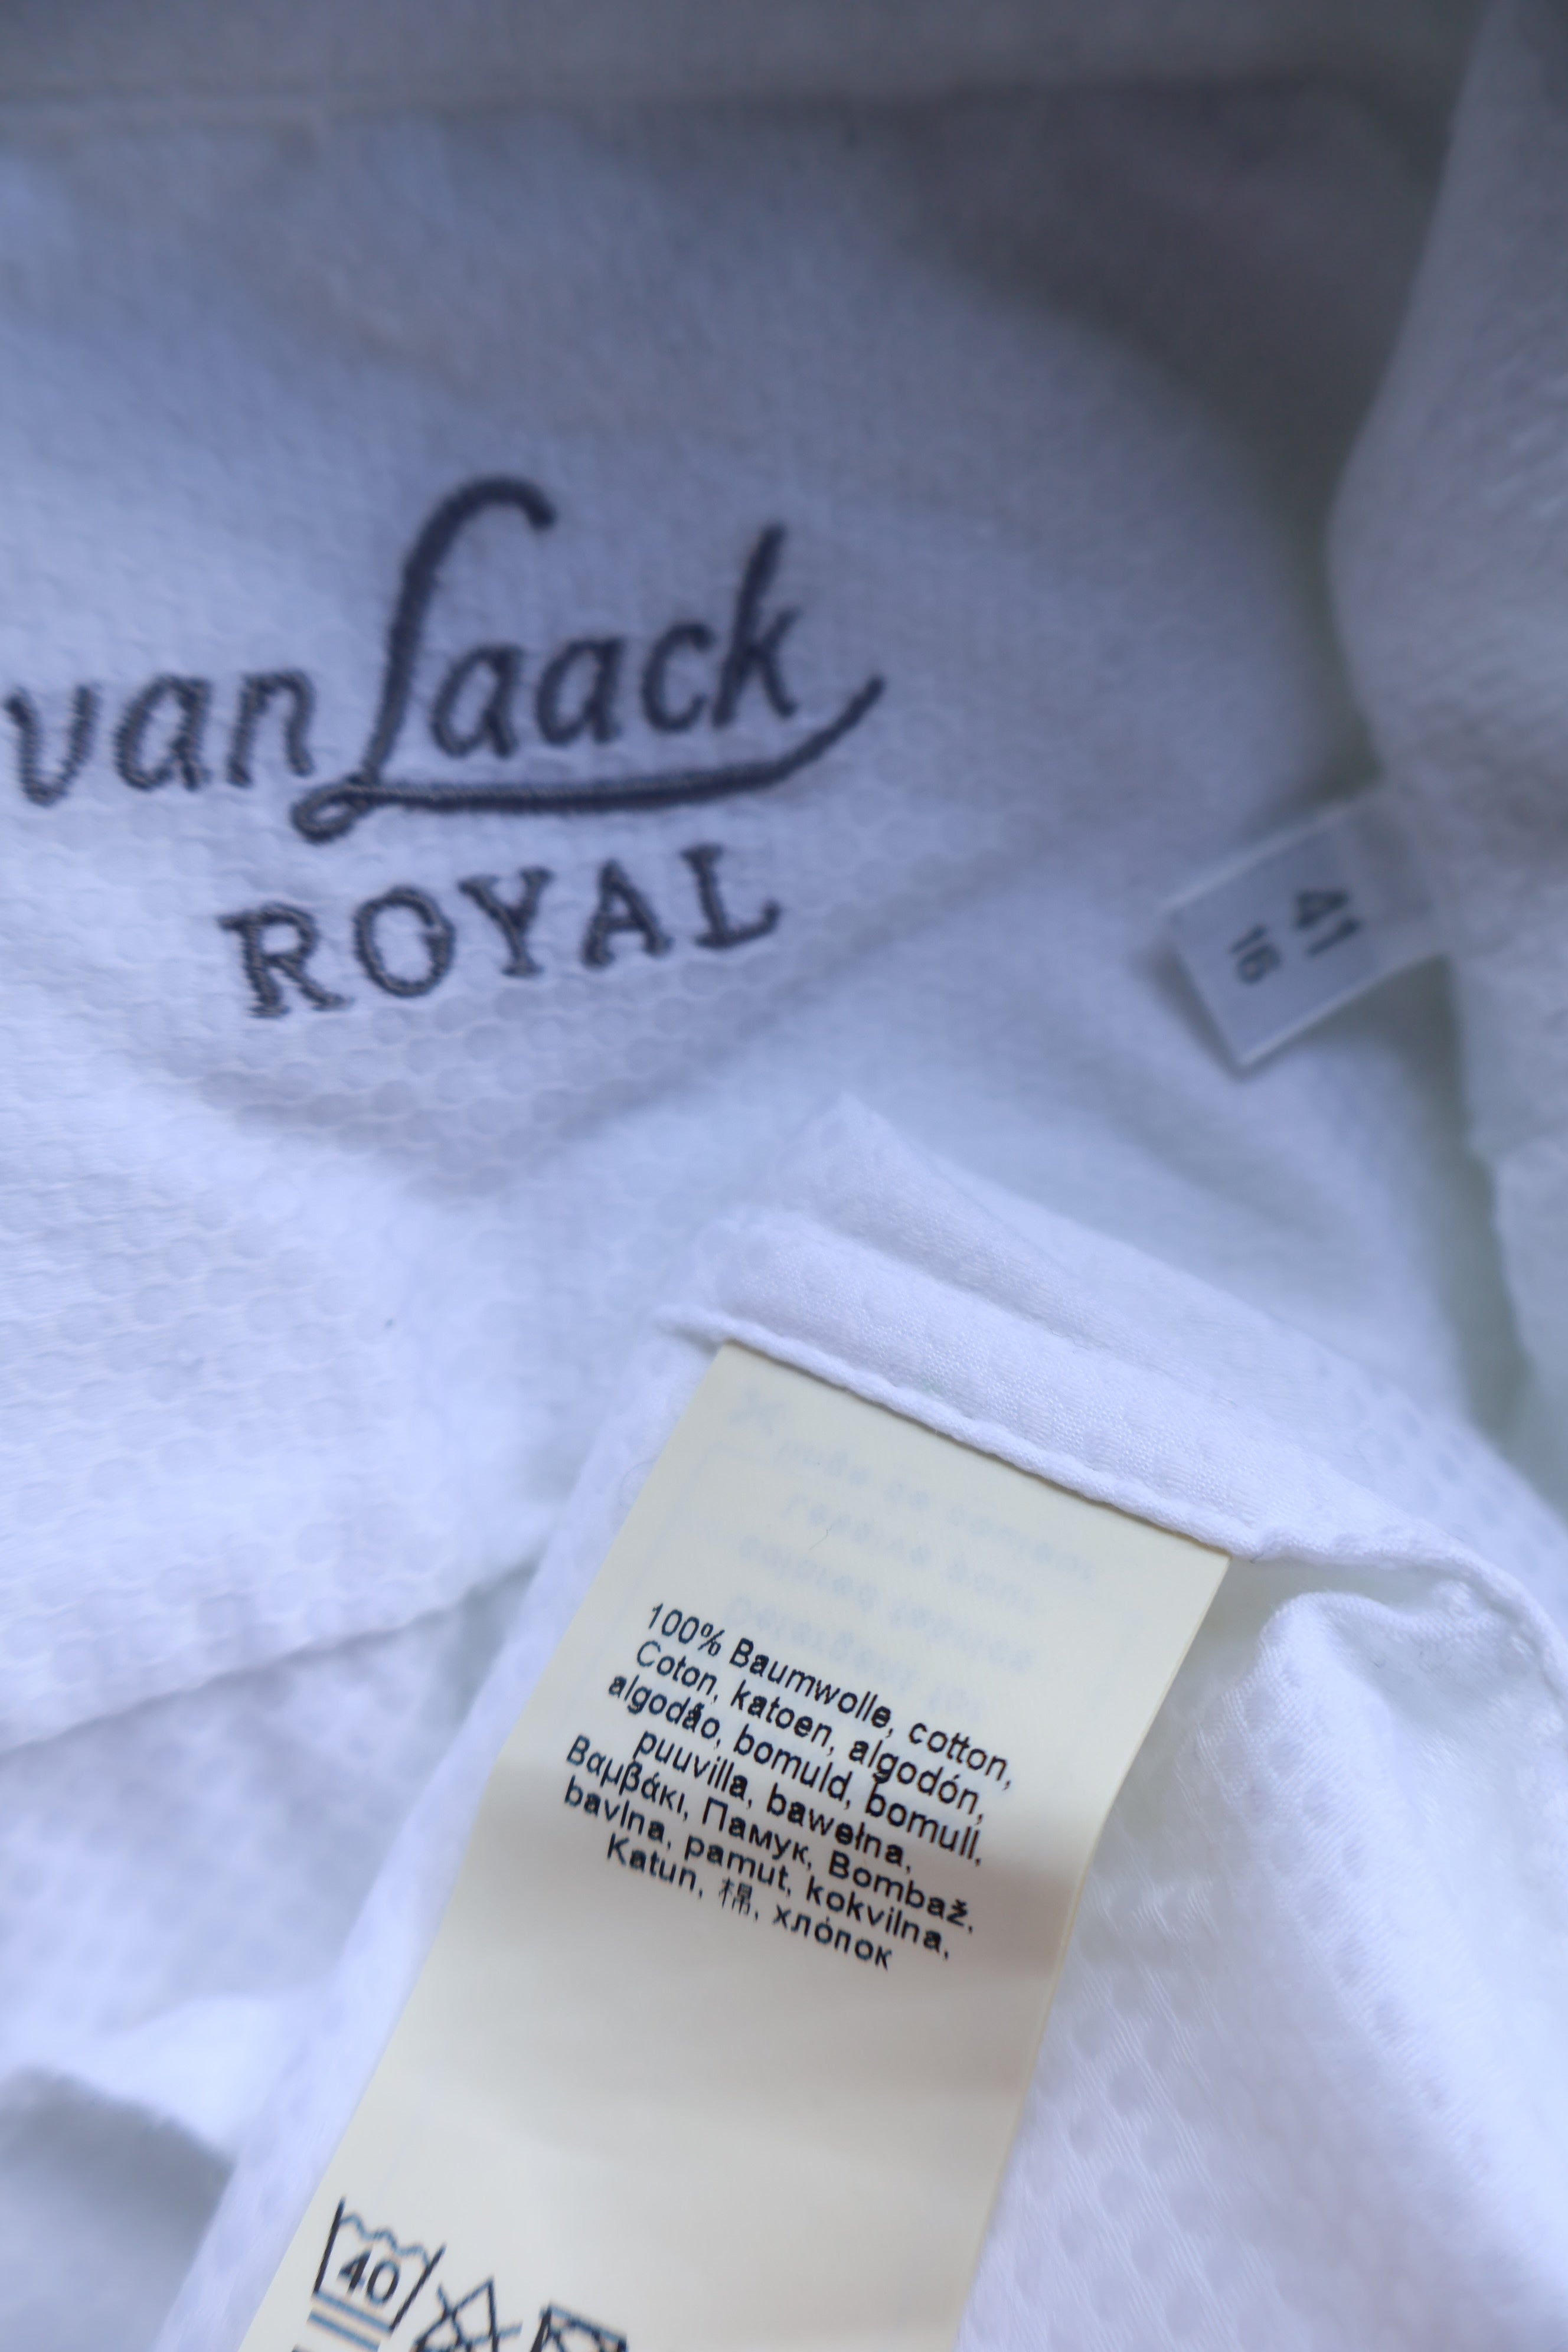 van Laack
ROYAL
41
16
100% Baumwolle, cotton,
Coton, katoen, algodón,
algodão, bomuld, bomull,
puuvilla, bawełna,
Βαμβάκι, Памук, Bombaž,
bavlna, pamut, kokvilna,
Katun, 棉, хлόпок
40